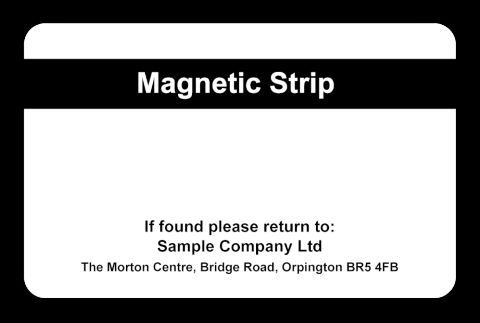 Magnetic Strip
If found please return to:
Sample Company Ltd
The Morton Centre, Bridge Road, Orpington BR5 4FB